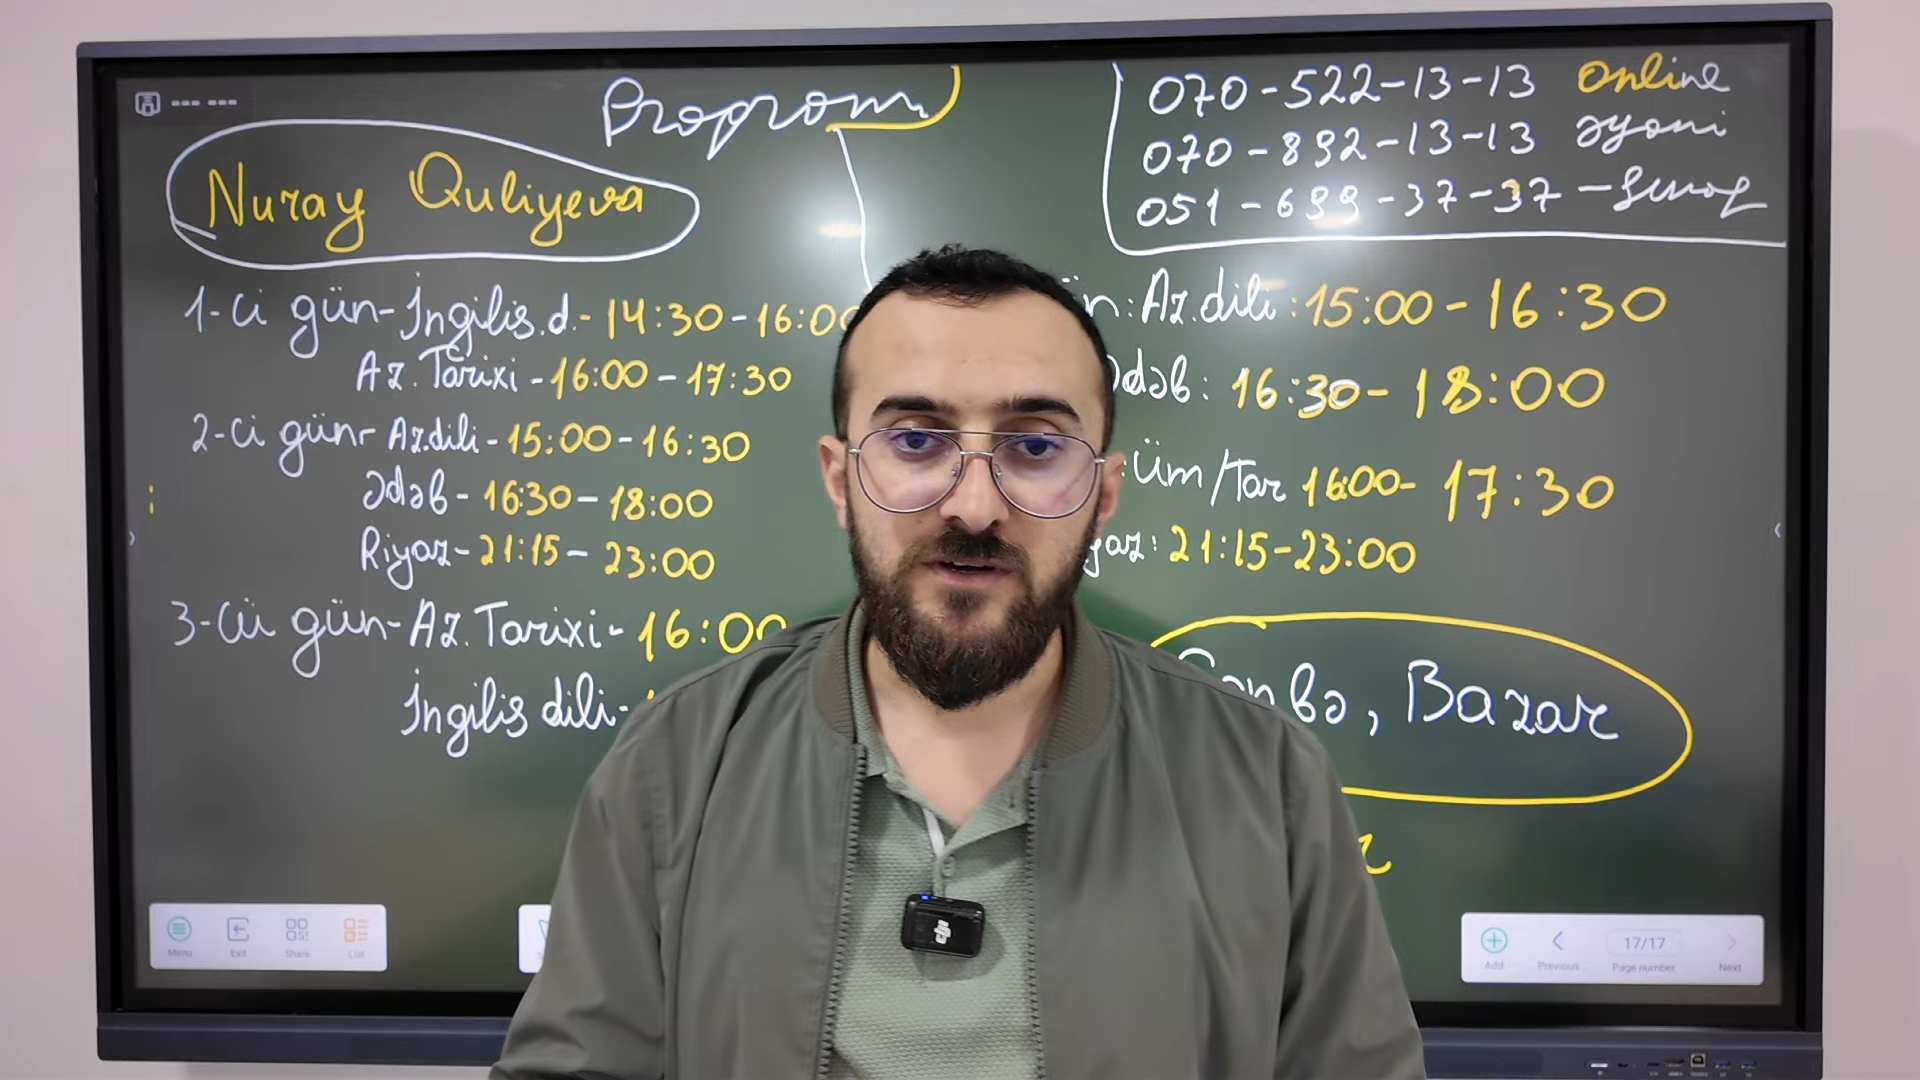 Proqram
Nuray Quliyeva
1-ci gün-İngilis.d.- 14:30-16:00
Az. Tarixi -16:00-17:30
2-ci gün- Az.dili-15:00-16:30
Ədəb - 16:30-18:00
Riyaz-21:15-23:00
3-cü gün-Az. Tarixi- 16:00
İngilis dili-
070-522-13-13 Online
070-892-13-13 əyani
051-699-37-37 -
n: Az.dili:15:00-16:30
Ədəb: 16:30-18:00
:üm/Tar 16:00-17:30
yaz: 21:15-23:00
nbə, Bazar
Menu Exit Share List
Add Previous 17/17 Page number Next